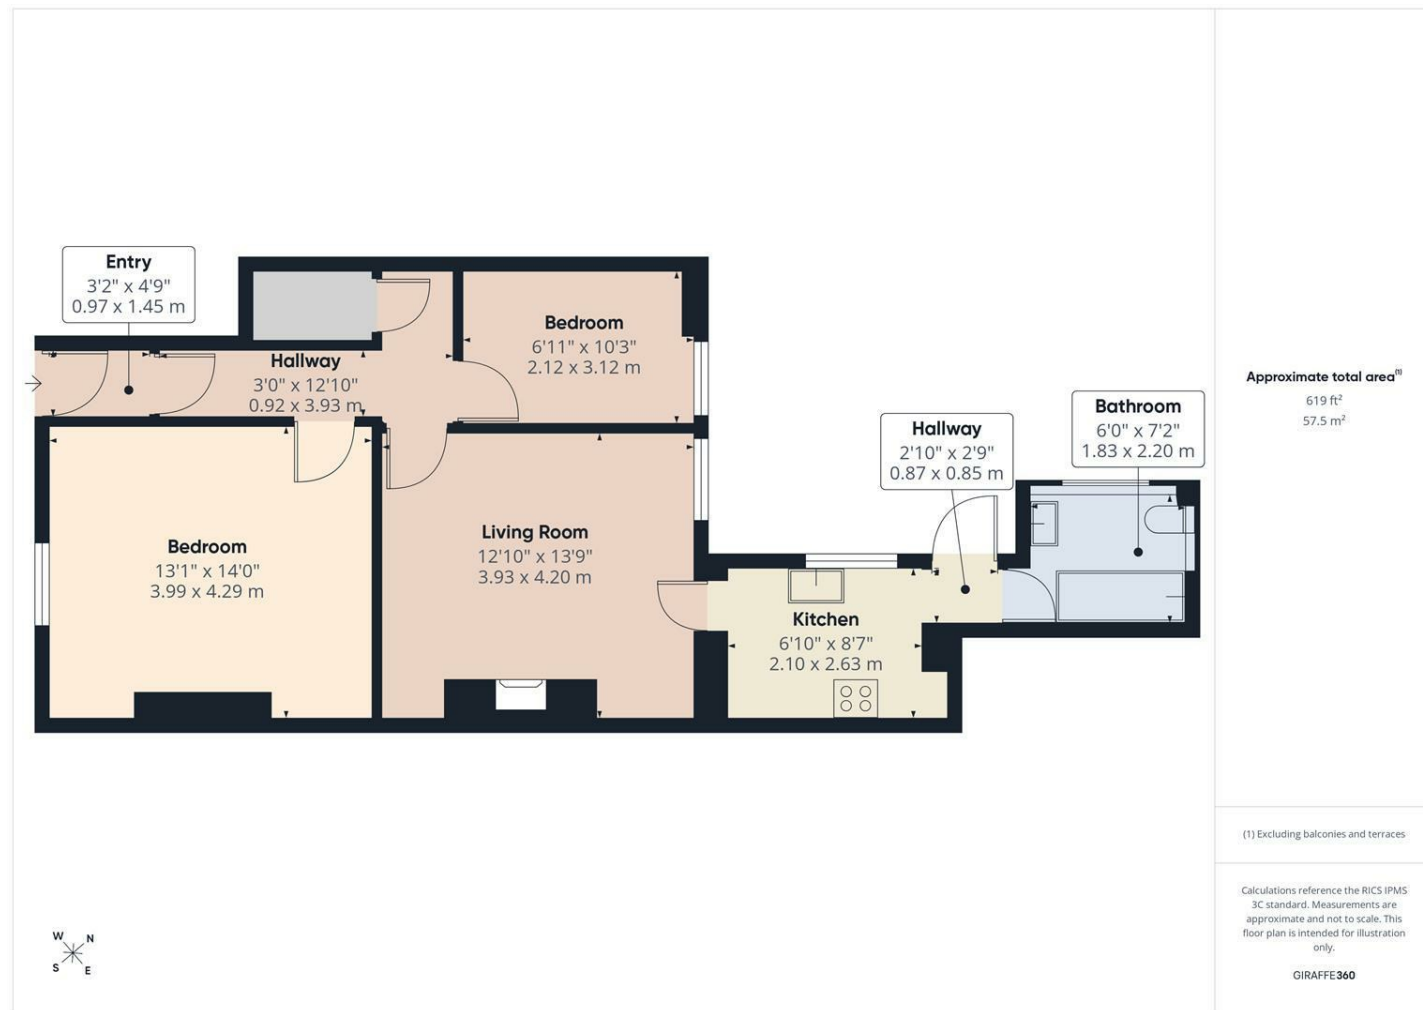 Entry
3'2" x 4'9"
0.97 x 1.45 m
Hallway
3'0" x 12'10"
0.92 x 3.93 m
Bedroom
6'11" x 10'3"
2.12 x 3.12 m
Bedroom
13'1" x 14'0"
3.99 x 4.29 m
Living Room
12'10" x 13'9"
3.93 x 4.20 m
Hallway
2'10" x 2'9"
0.87 x 0.85 m
Bathroom
6'0" x 7'2"
1.83 x 2.20 m
Kitchen
6'10" x 8'7"
2.10 x 2.63 m
W N
S E
Approximate total area(1)
619 ft²
57.5 m²
(1) Excluding balconies and terraces
Calculations reference the RICS IPMS
3C standard. Measurements are
approximate and not to scale. This
floor plan is intended for illustration
only.
GIRAFFE360